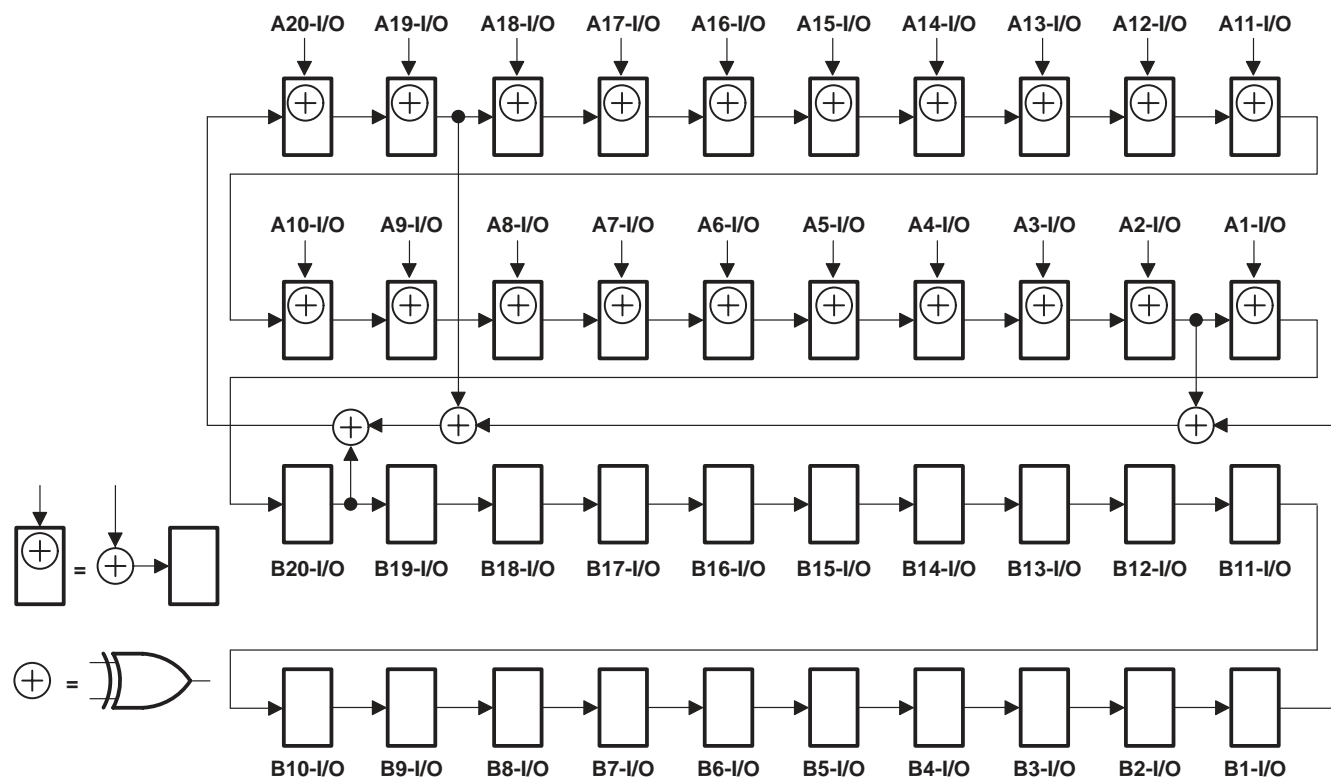 A20-I/O A19-I/O A18-I/O A17-I/O A16-I/O A15-I/O A14-I/O A13-I/O A12-I/O A11-I/O
A10-I/O A9-I/O A8-I/O A7-I/O A6-I/O A5-I/O A4-I/O A3-I/O A2-I/O A1-I/O
=
B20-I/O B19-I/O B18-I/O B17-I/O B16-I/O B15-I/O B14-I/O B13-I/O B12-I/O B11-I/O
=
B10-I/O B9-I/O B8-I/O B7-I/O B6-I/O B5-I/O B4-I/O B3-I/O B2-I/O B1-I/O